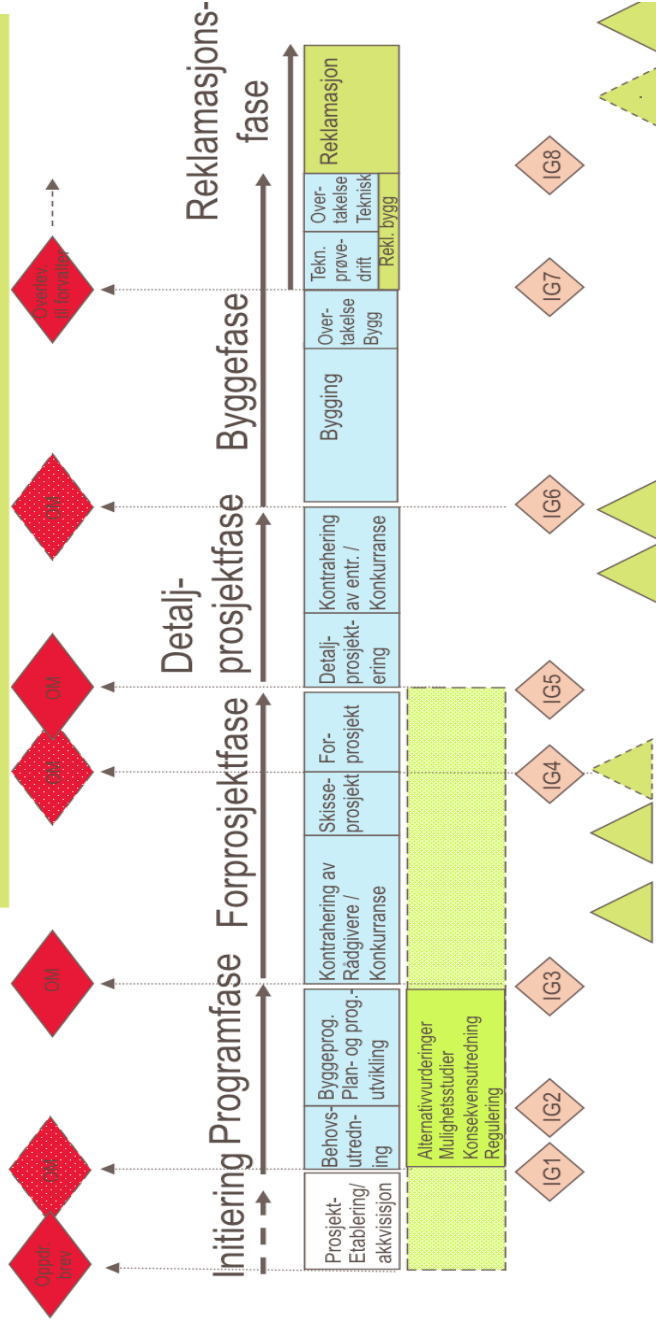 Oppdr.
brev
OM
OM
OM
OM
OM
Overlev.
til forvalter
Initiering
Programfase
Forprosjektfase
Detalj-
prosjektfase
Byggefase
Reklamasjons-
fase
Prosjekt-
Etablering/
akkvisisjon
Behovs-
utredn-
ing
Byggeprog.
Plan- og prog.-
utvikling
Kontrahering av
Rådgivere /
Konkurranse
Skisse-
prosjekt
For-
prosjekt
Detalj-
prosjekt-
ering
Kontrahering
av entr. /
Konkurranse
Bygging
Over-
takelse
Bygg
Tekn.
prøve-
drift
Over-
takelse
Teknisk
Rekl. bygg
Reklamasjon
Alternativvurderinger
Mulighetsstudier
Konsekvensutredning
Regulering
IG1
IG2
IG3
IG4
IG5
IG6
IG7
IG8